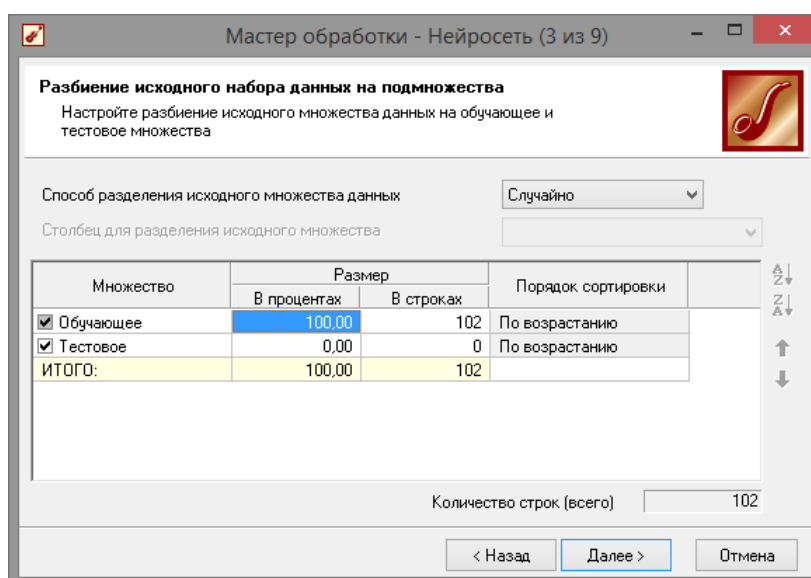 Мастер обработки - Нейросеть (3 из 9)
Разбиение исходного набора данных на подмножества
Настройте разбиение исходного множества данных на обучающее и
тестовое множества
Способ разделения исходного множества данных Случайно
Столбец для разделения исходного множества
Множество Размер Порядок сортировки
В процентах В строках
Обучающее 100,00 102 По возрастанию
Тестовое 0,00 0 По возрастанию
ИТОГО: 100,00 102
Количество строк (всего) 102
< Назад Далее > Отмена